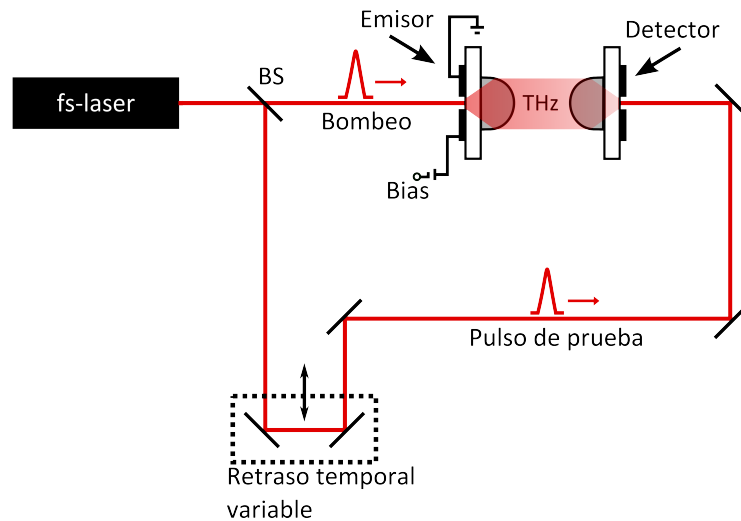 Emisor
Detector
BS
fs-laser
THz
Bombeo
Bias
Pulso de prueba
Retraso temporal
variable